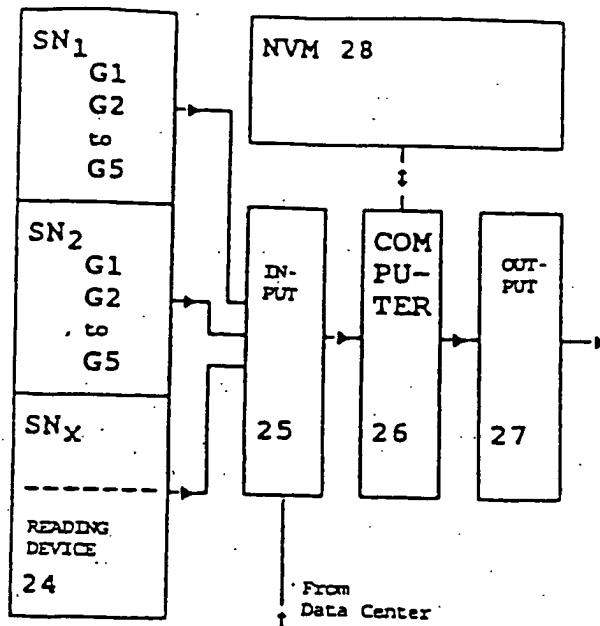 SN1
G1
G2
to
G5
SN2
G1
G2
to
G5
SNX
READING
DEVICE
24
NVM 28
IN-
PUT
25
COM
PU-
TER
26
OUT-
PUT
27
From
Data Center